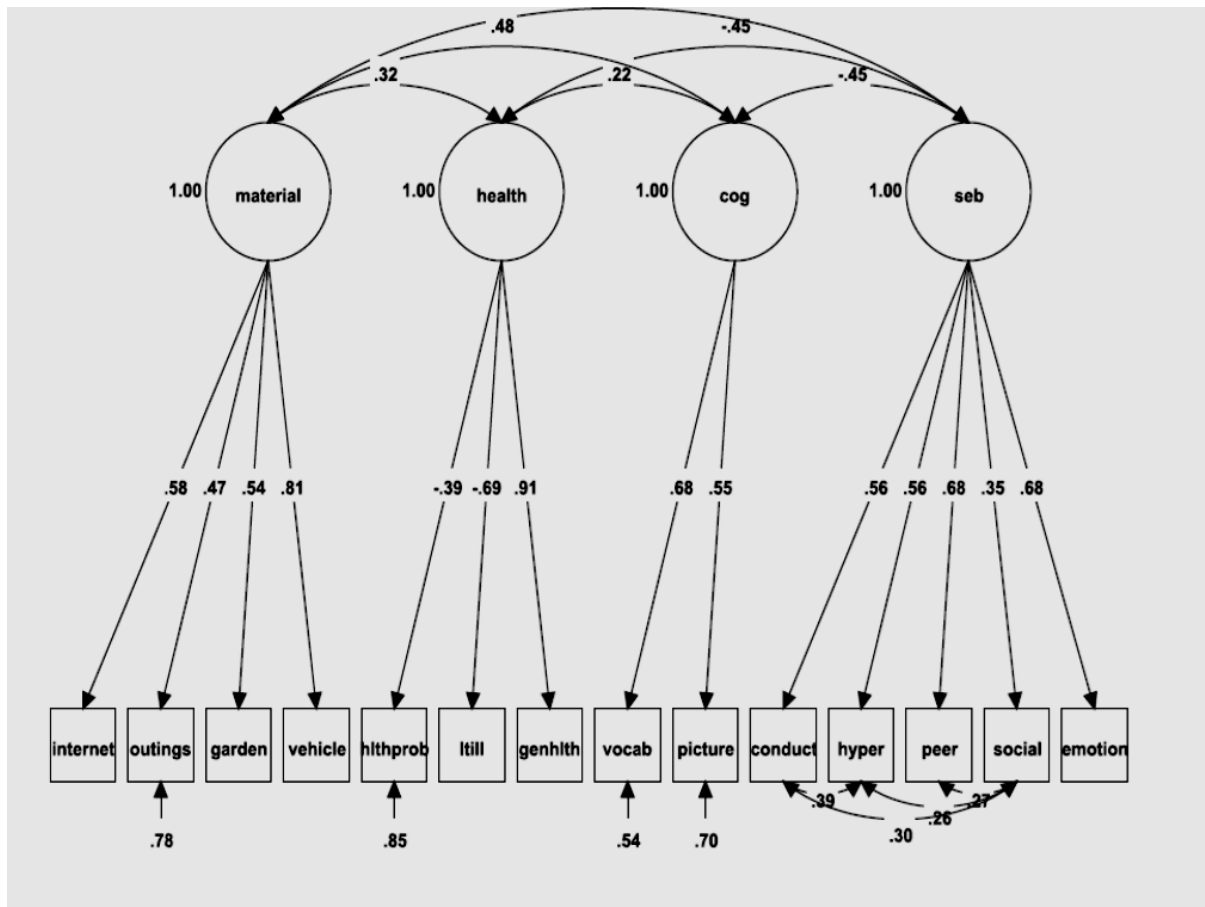 .48 -.45
.32 .22 -.45
1.00 material 1.00 health 1.00 cog 1.00 seb
.58 .47 .54 .81 -.39 -.69 .91 .68 .55 .56 .56 .68 .35 .68
internet outings garden vehicle hlthprob ltill genhlth vocab picture conduct hyper peer social emotion
.39 .27
.26
.78 .85 .54 .70 .30